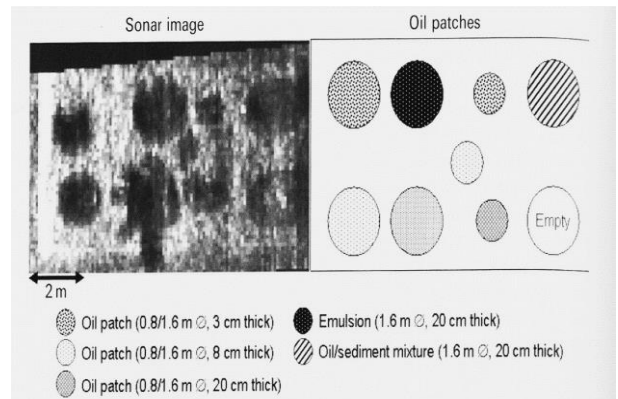 Sonar image
Oil patches
Empty
2 m
Oil patch (0.8/1.6 m ∅, 3 cm thick)
Oil patch (0.8/1.6 m ∅, 8 cm thick)
Oil patch (0.8/1.6 m ∅, 20 cm thick)
Emulsion (1.6 m ∅, 20 cm thick)
Oil/sediment mixture (1.6 m ∅, 20 cm thick)